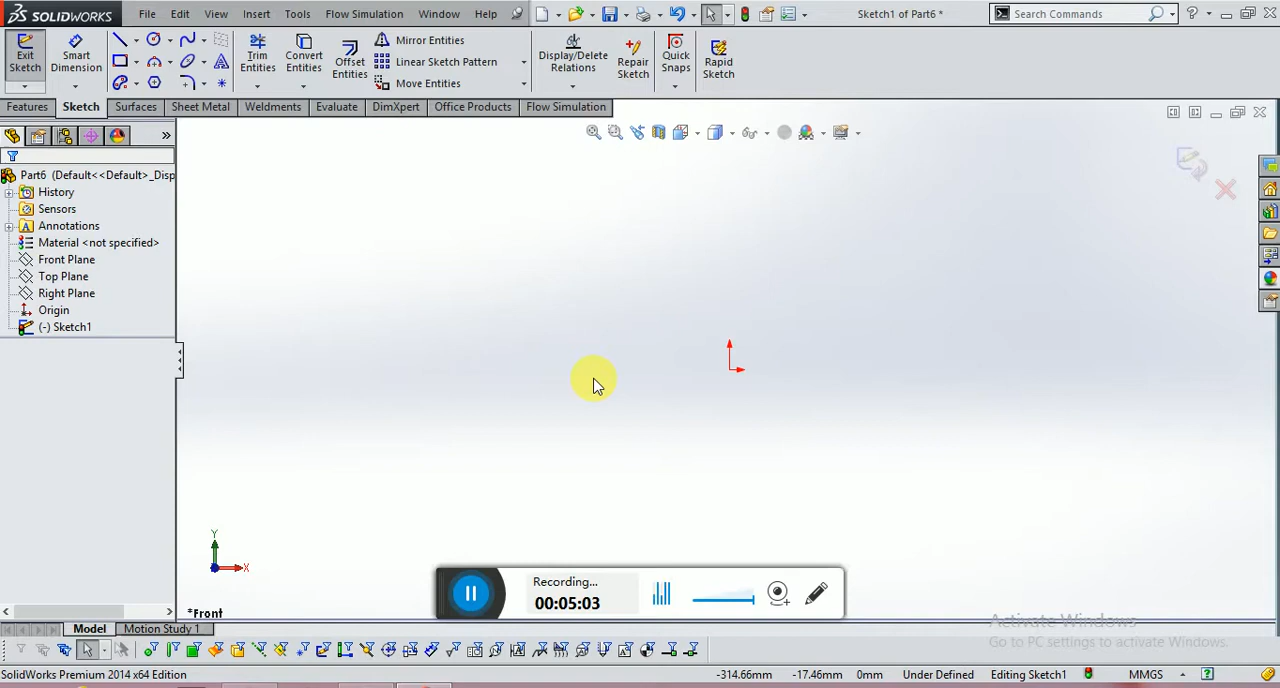 SOLIDWORKS File Edit View Insert Tools Flow Simulation Window Help Sketch1 of Part6 * Search Commands
Exit Sketch
Smart Dimension
Trim Entities
Convert Entities
Offset Entities
Mirror Entities
Linear Sketch Pattern
Move Entities
Display/Delete Relations
Repair Sketch
Quick Snaps
Rapid Sketch
Features Sketch Surfaces Sheet Metal Weldments Evaluate DimXpert Office Products Flow Simulation
Part6 (Default<<Default>_Disp
History
Sensors
Annotations
Material <not specified>
Front Plane
Top Plane
Right Plane
Origin
(-) Sketch1
Y
X
*Front
Recording...
00:05:03
Activate Windows
Go to PC settings to activate Windows.
Model Motion Study 1
SolidWorks Premium 2014 x64 Edition -314.66mm -17.46mm 0mm Under Defined Editing Sketch1 MMGS